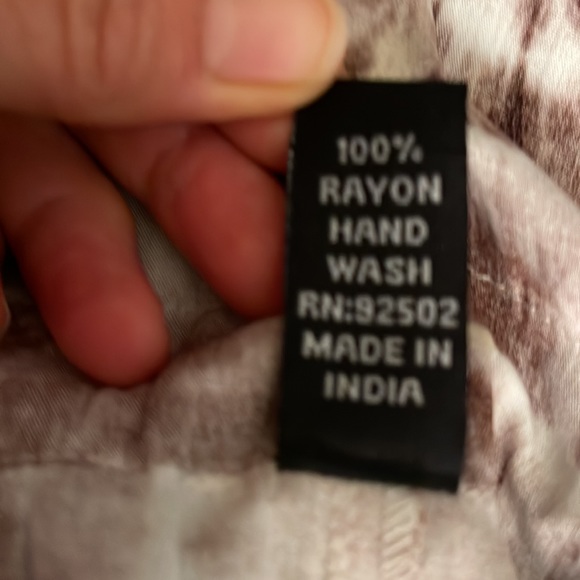 100%
RAYON
HAND
WASH
RN:92502
MADE IN
INDIA